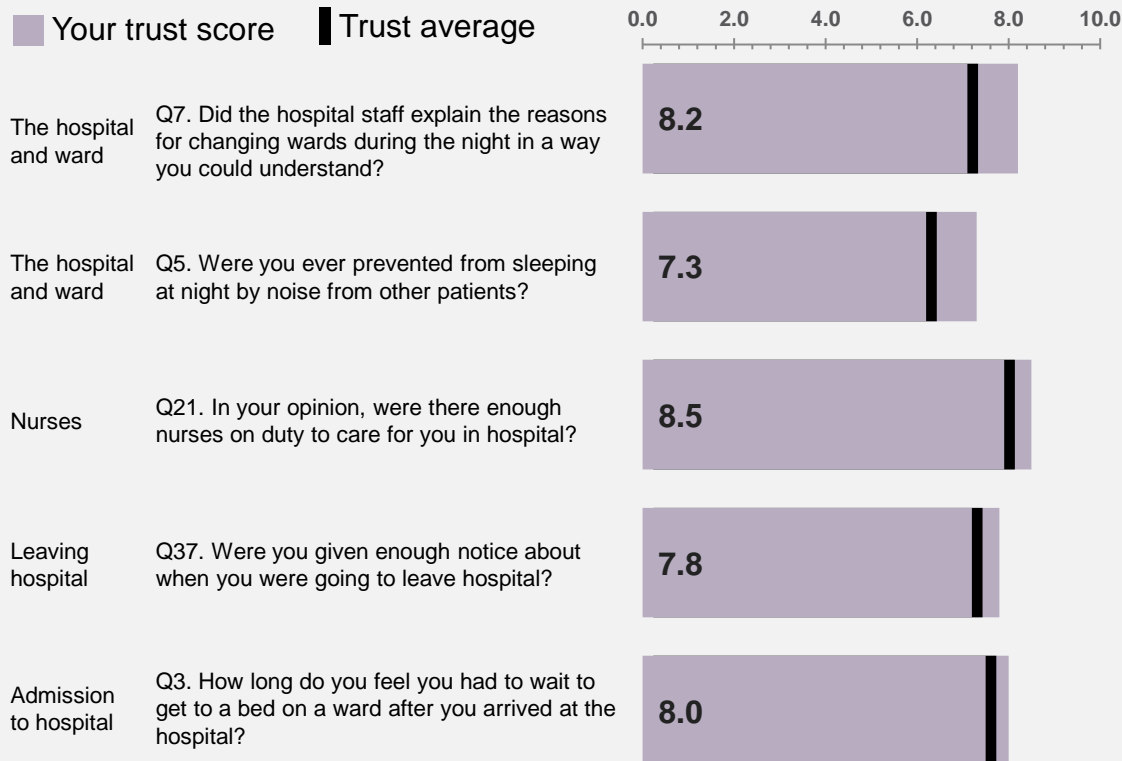 Your trust score
Trust average
0.0 2.0 4.0 6.0 8.0 10.0
The hospital
and ward
Q7. Did the hospital staff explain the reasons
for changing wards during the night in a way
you could understand?
8.2
The hospital
and ward
Q5. Were you ever prevented from sleeping
at night by noise from other patients?
7.3
Nurses
Q21. In your opinion, were there enough
nurses on duty to care for you in hospital?
8.5
Leaving
hospital
Q37. Were you given enough notice about
when you were going to leave hospital?
7.8
Admission
to hospital
Q3. How long do you feel you had to wait to
get to a bed on a ward after you arrived at the
hospital?
8.0